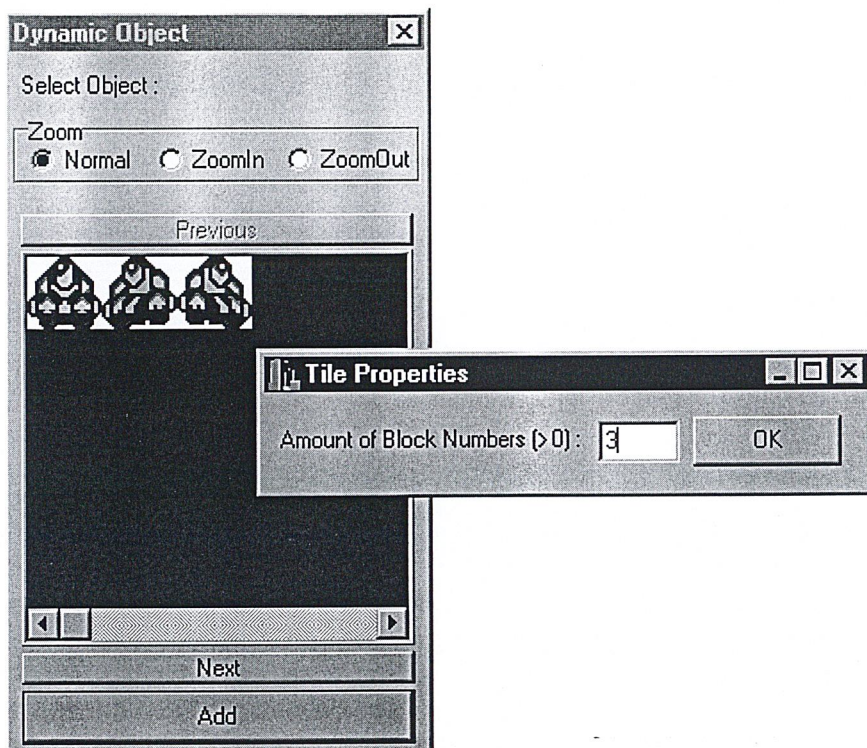 Dynamic Object
Select Object :
Zoom
Normal ZoomIn ZoomOut
Previous
Tile Properties
Amount of Block Numbers (> 0) : 3 OK
Next
Add